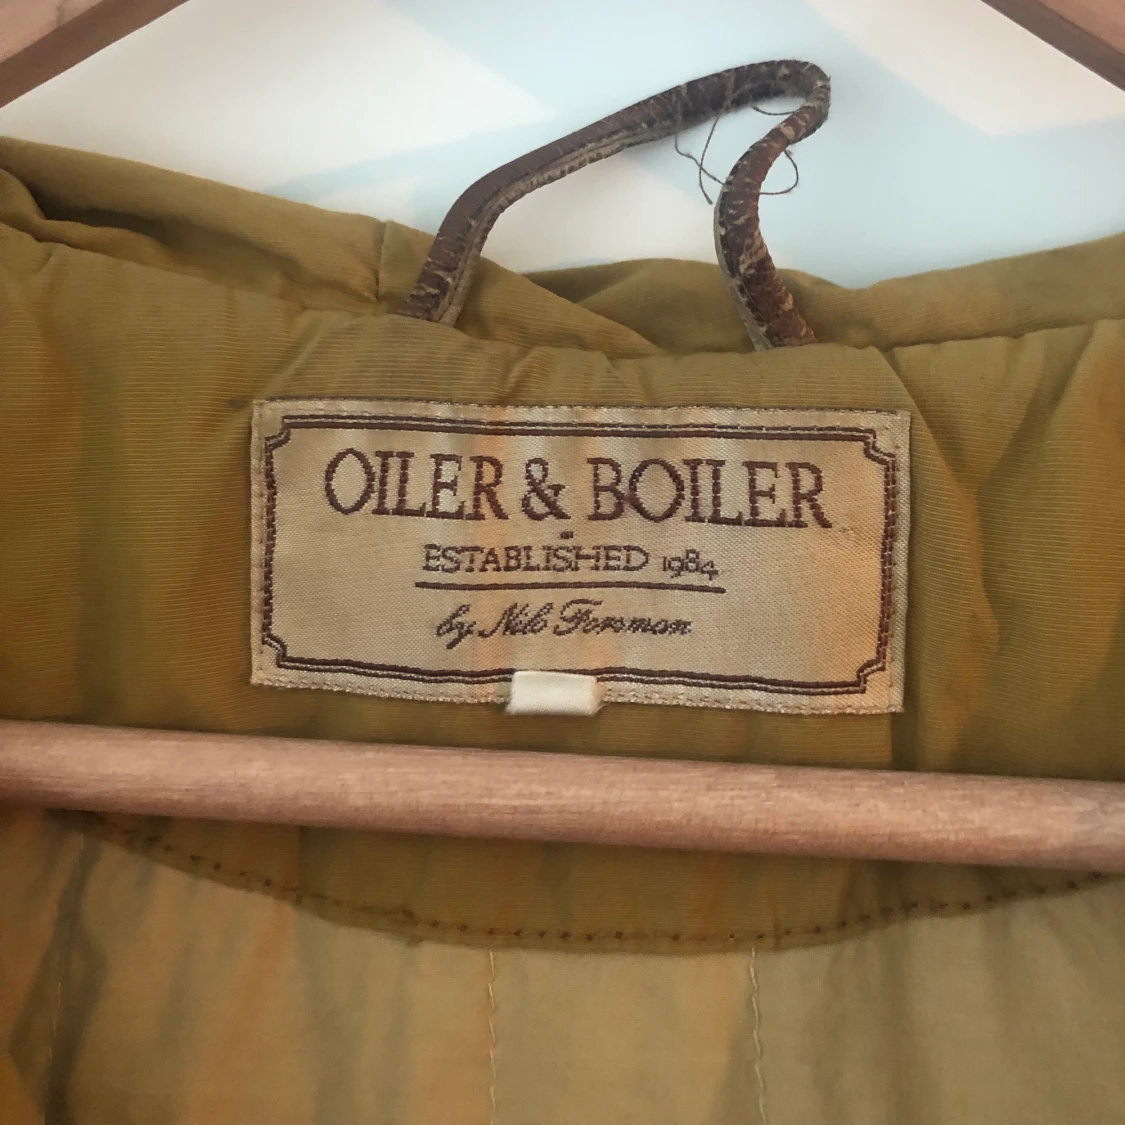 OILER & BOILER
ESTABLISHED 1984
by Nils Forsman